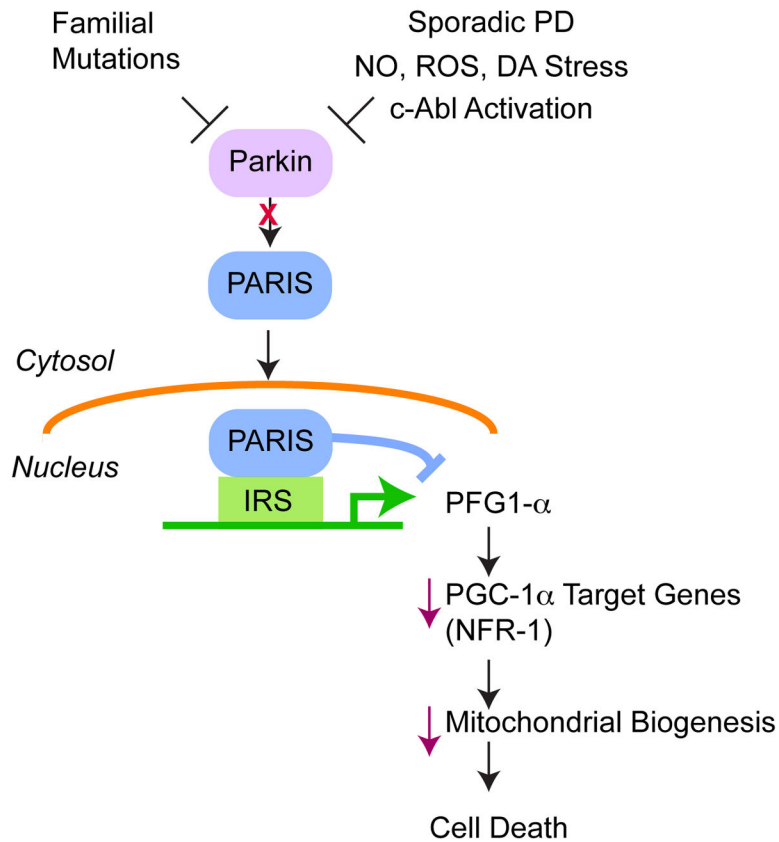 Familial
Mutations
Sporadic PD
NO, ROS, DA Stress
c-Abl Activation
Parkin
X
PARIS
Cytosol
PARIS
Nucleus
IRS
PFG1-α
PGC-1α Target Genes
(NFR-1)
Mitochondrial Biogenesis
Cell Death